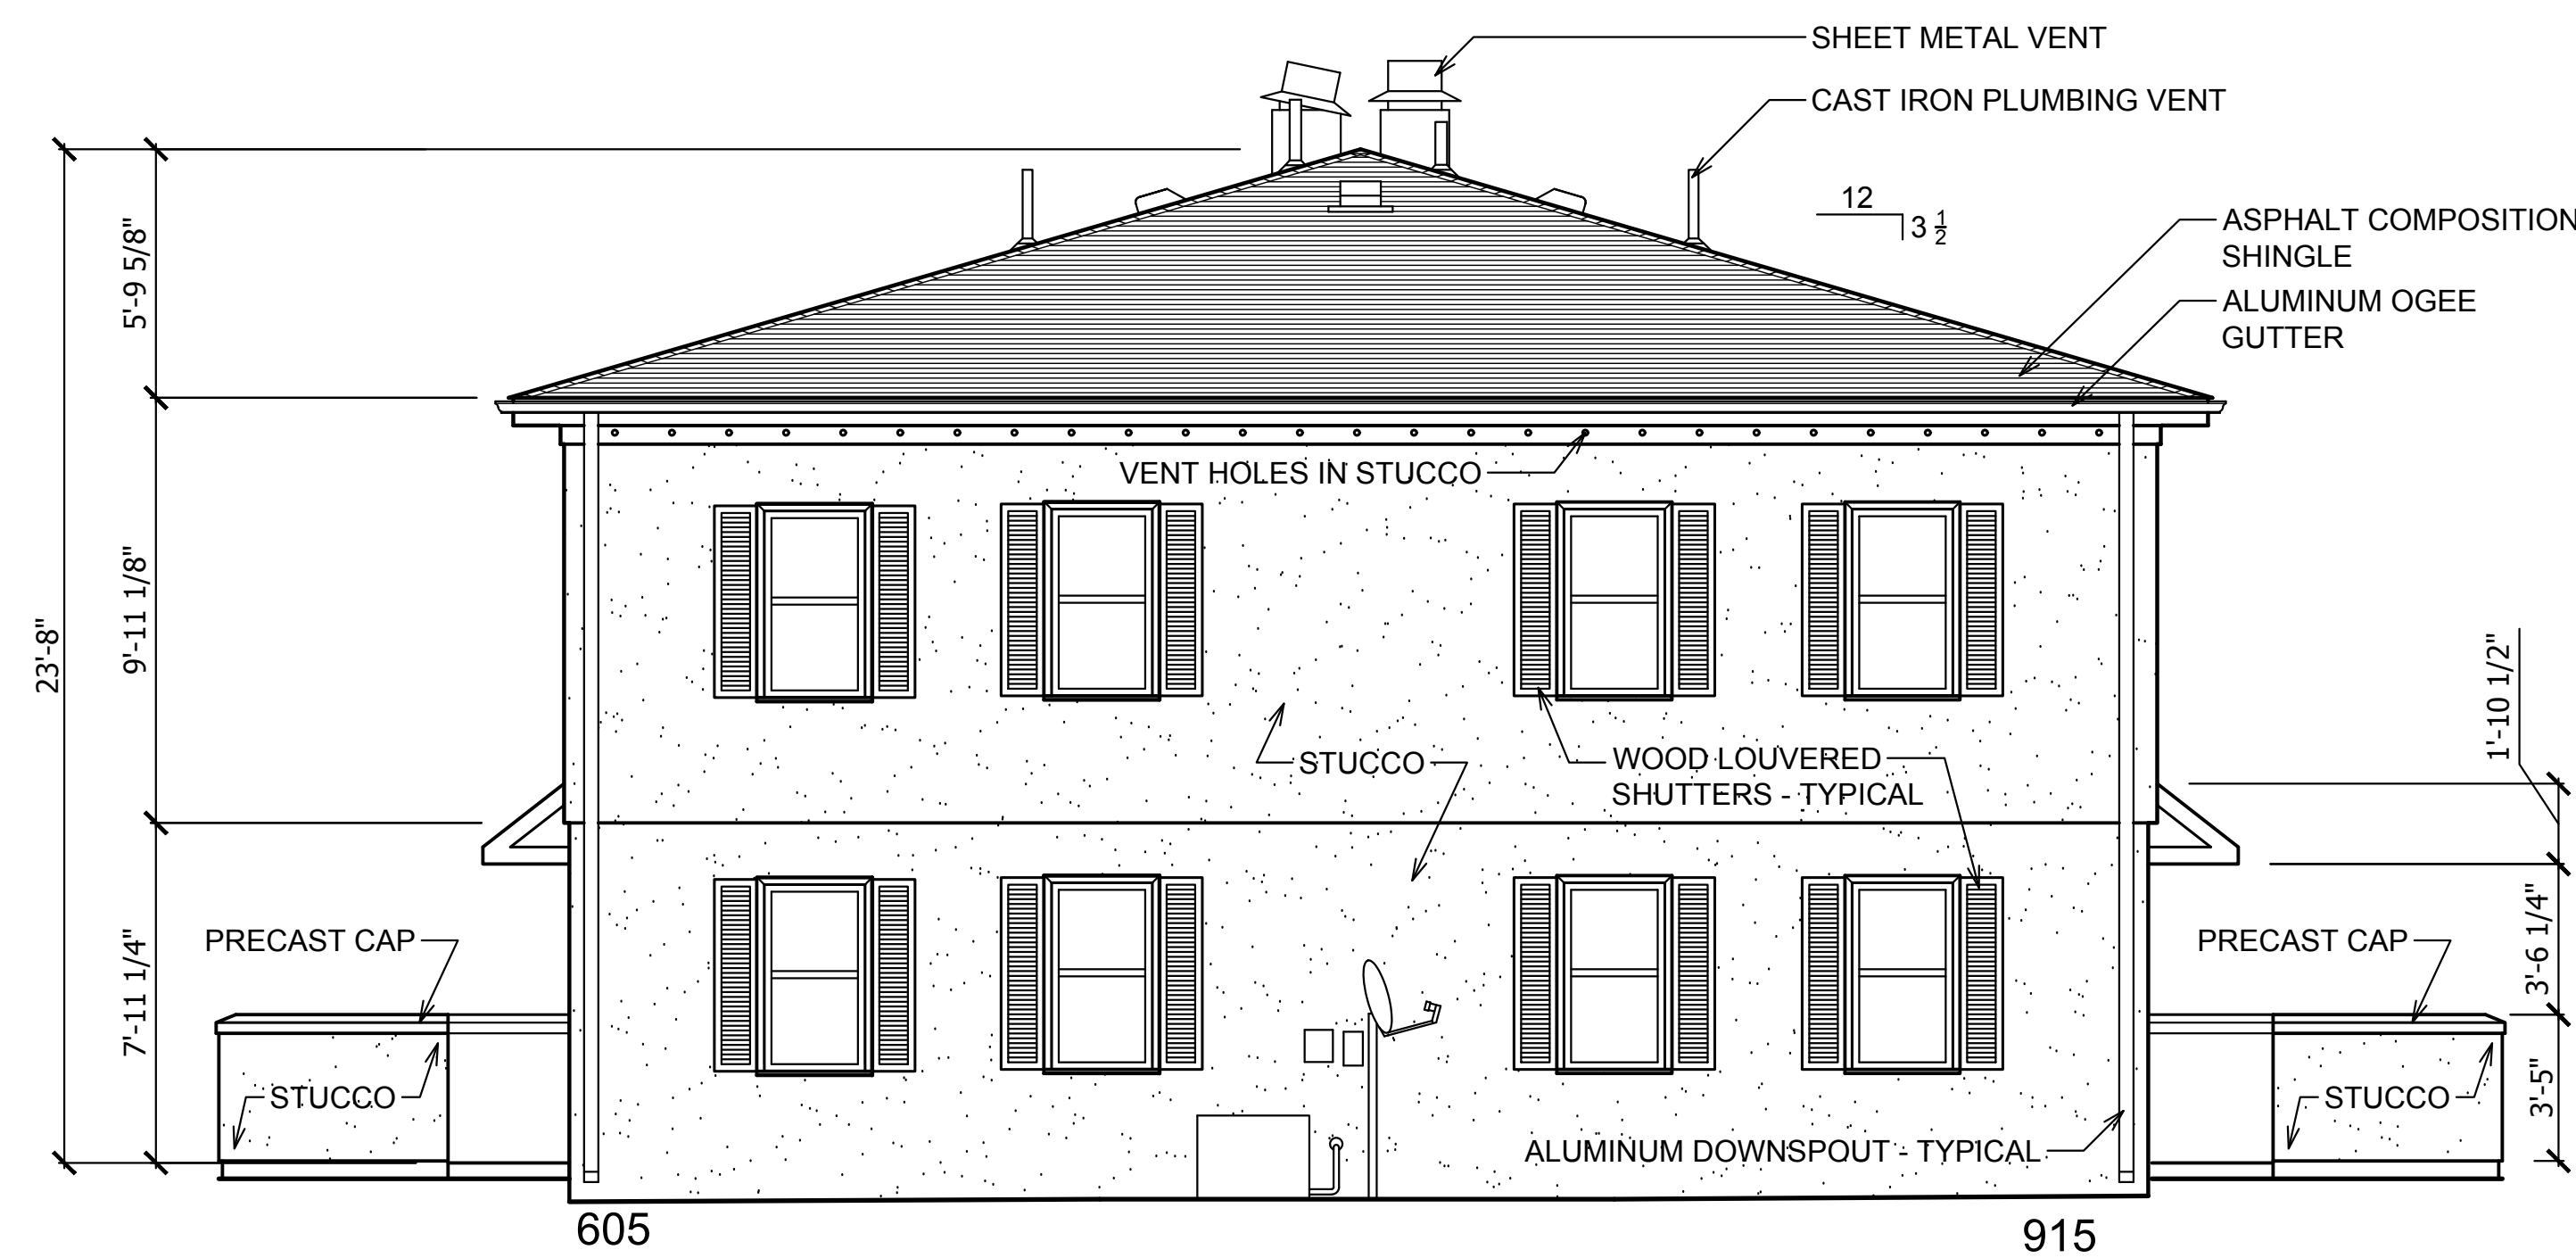 SHEET METAL VENT
CAST IRON PLUMBING VENT
12
3 1/2
ASPHALT COMPOSITION
SHINGLE
ALUMINUM OGEE
GUTTER
5'-9 5/8"
VENT HOLES IN STUCCO
9'-11 1/8"
23'-8"
1'-10 1/2"
STUCCO
WOOD LOUVERED
SHUTTERS - TYPICAL
PRECAST CAP
PRECAST CAP
7'-11 1/4"
3'-6 1/4"
STUCCO
STUCCO
3'-5"
ALUMINUM DOWNSPOUT - TYPICAL
605
915